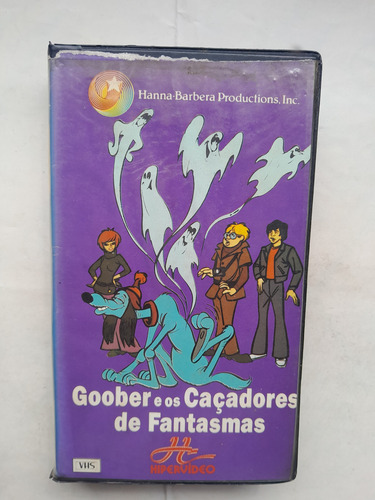 Hanna-Barbera Productions, Inc.
Goober e os Caçadores
de Fantasmas
HIPERVÍDEO
VHS